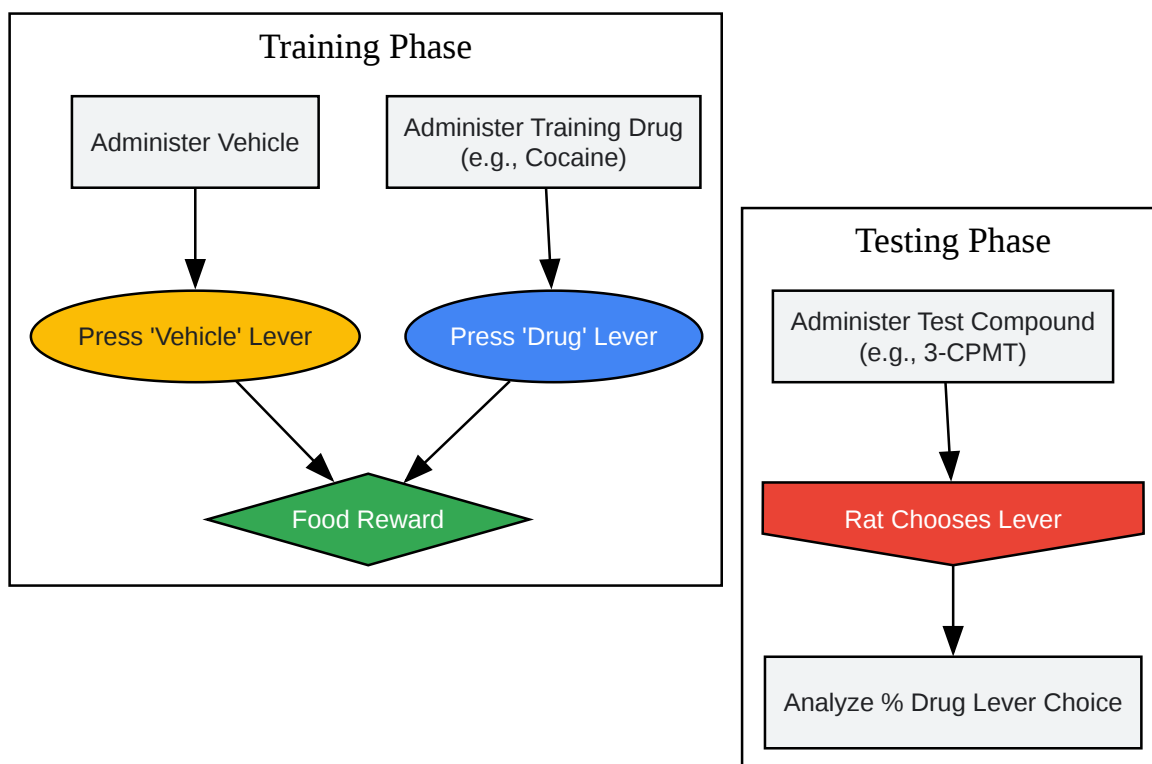 Training Phase
Administer Vehicle
Administer Training Drug
(e.g., Cocaine)
Press 'Vehicle' Lever
Press 'Drug' Lever
Food Reward
Testing Phase
Administer Test Compound
(e.g., 3-CPMT)
Rat Chooses Lever
Analyze % Drug Lever Choice